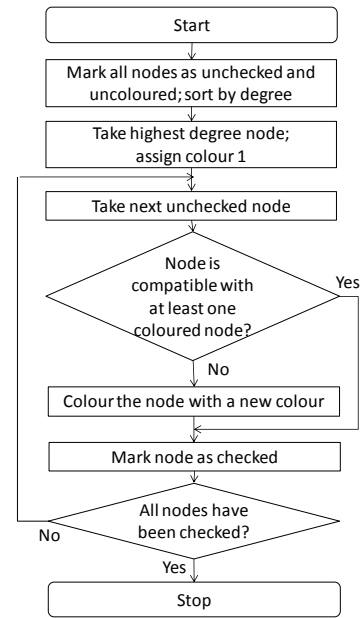 Start
Mark all nodes as unchecked and
uncoloured; sort by degree
Take highest degree node;
assign colour 1
Take next unchecked node
Node is
compatible with
at least one
coloured node?
Yes
No
Colour the node with a new colour
Mark node as checked
All nodes have
been checked?
No
Yes
Stop